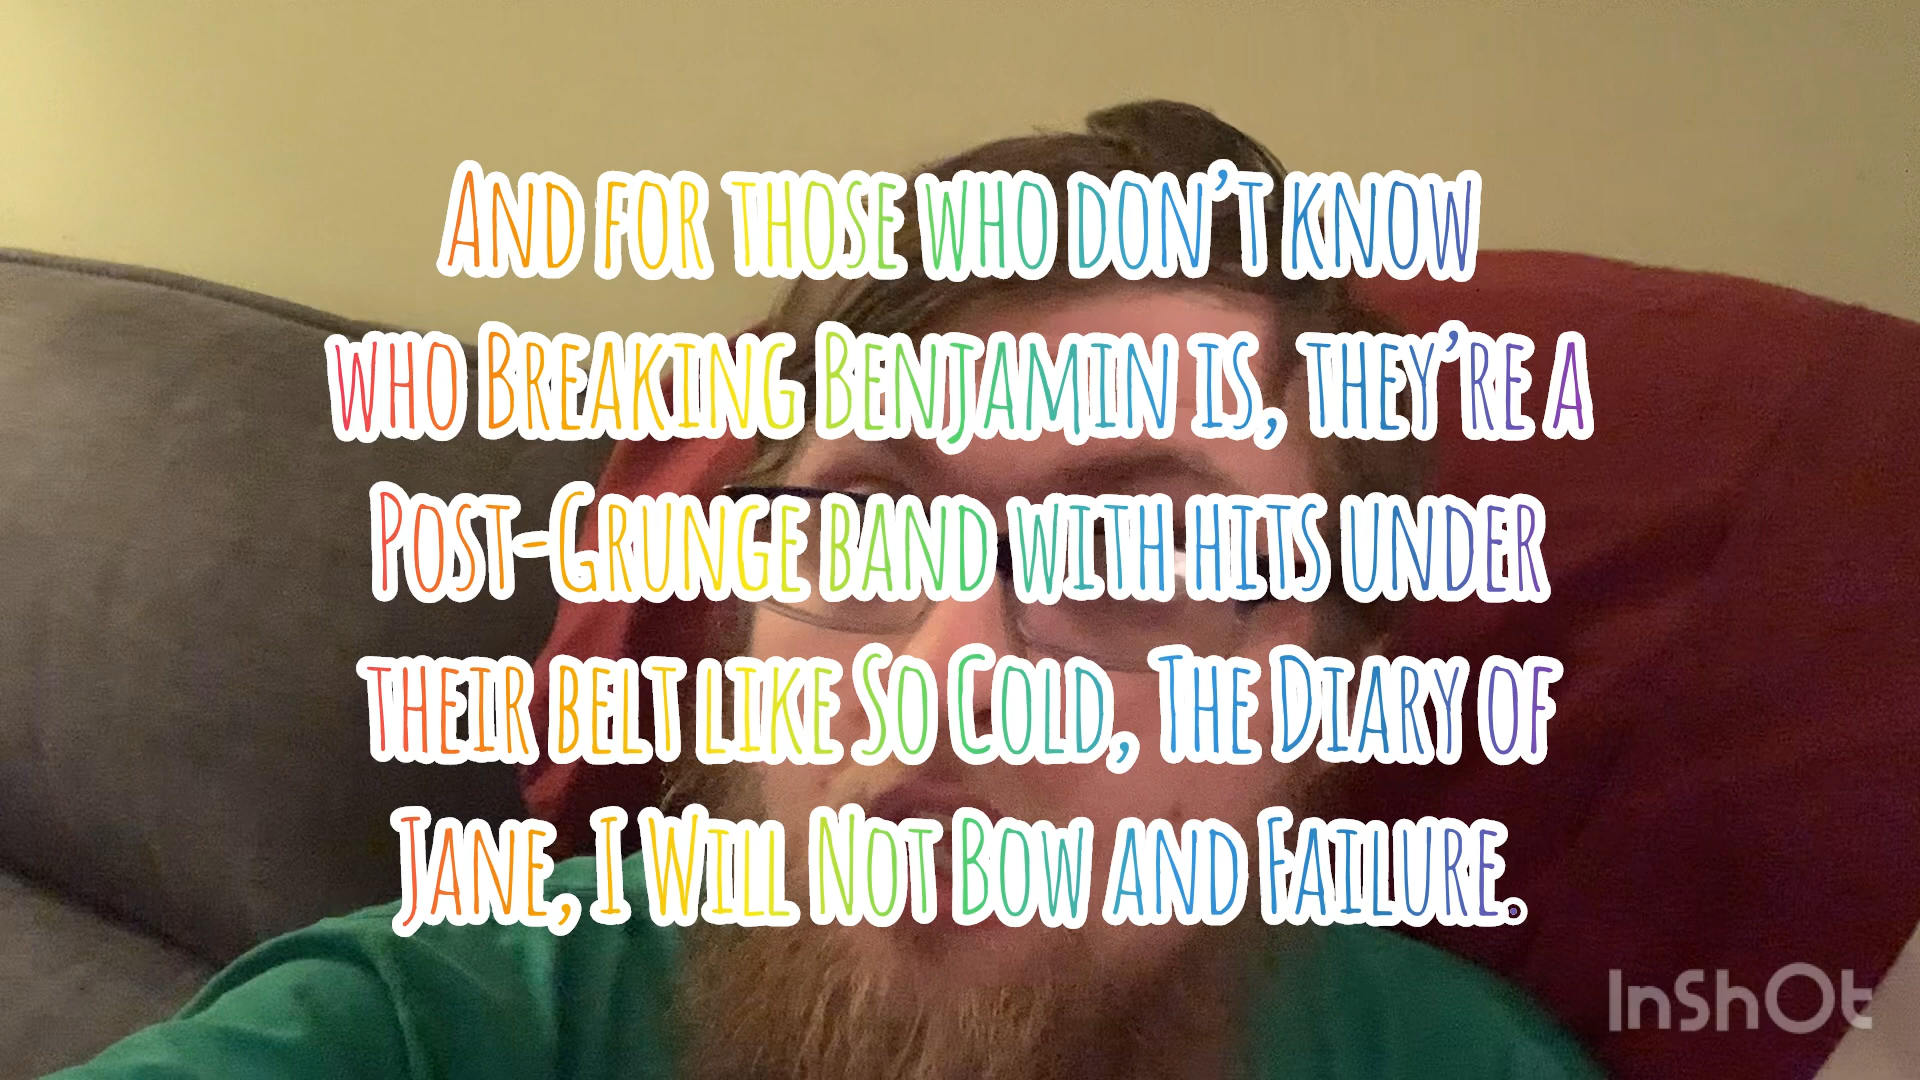 And for those who don't know
who Breaking Benjamin is, they're a
Post-Grunge band with hits under
their belt like So Cold, The Diary of
Jane, I Will Not Bow and Failure.
InShOt